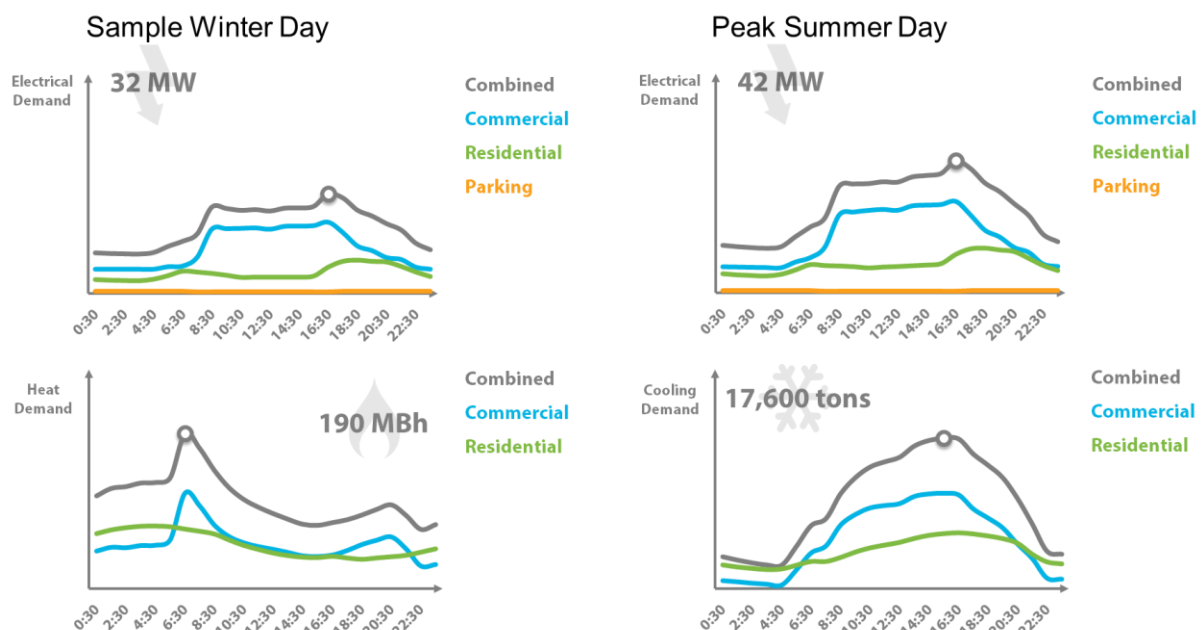 Sample Winter Day
Electrical
Demand
32 MW
Combined
Commercial
Residential
Parking
0:30 2:30 4:30 6:30 8:30 10:30 12:30 14:30 16:30 18:30 20:30 22:30
Heat
Demand
190 MBh
Combined
Commercial
Residential
0:30 2:30 4:30 6:30 8:30 10:30 12:30 14:30 16:30 18:30 20:30 22:30
Peak Summer Day
Electrical
Demand
42 MW
Combined
Commercial
Residential
Parking
0:30 2:30 4:30 6:30 8:30 10:30 12:30 14:30 16:30 18:30 20:30 22:30
Cooling
Demand
17,600 tons
Combined
Commercial
Residential
0:30 2:30 4:30 6:30 8:30 10:30 12:30 14:30 16:30 18:30 20:30 22:30